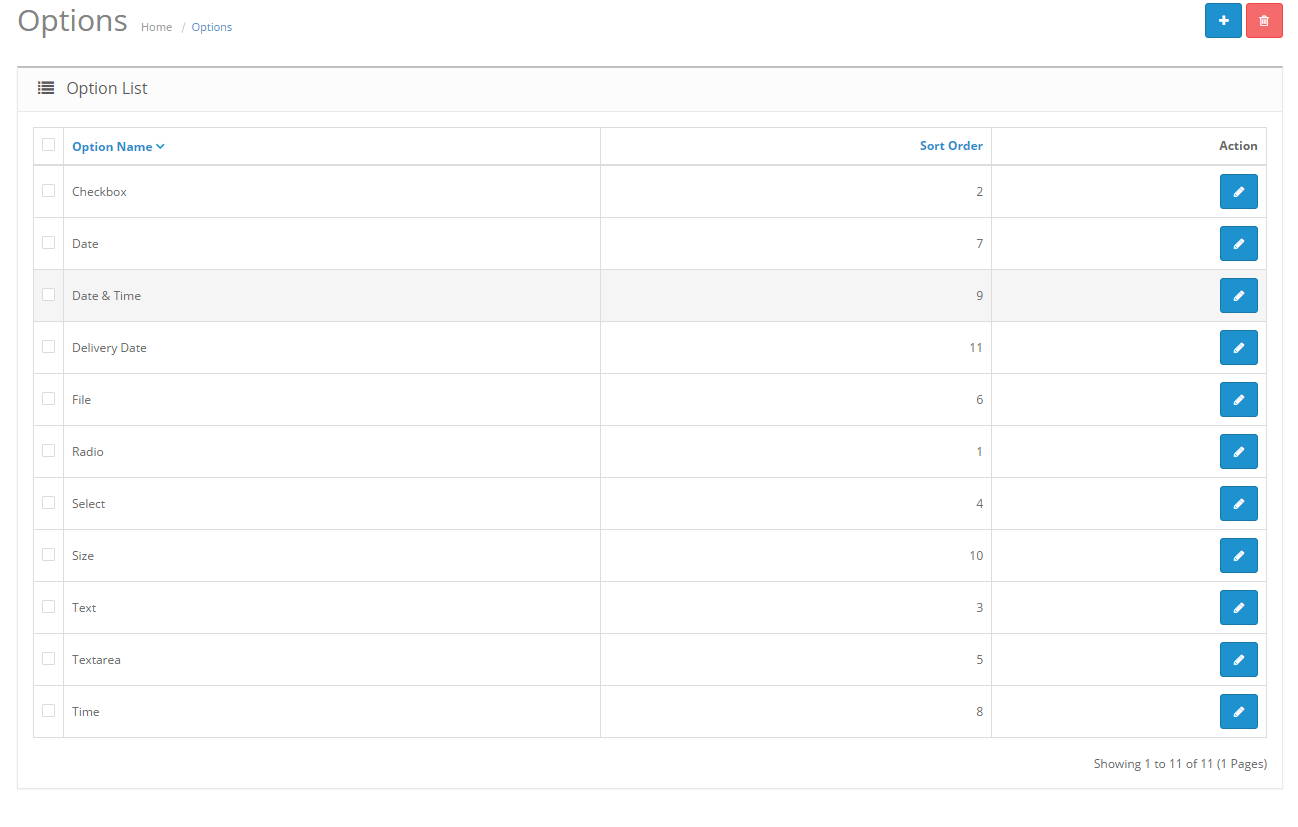 Options Home / Options
Option List
Option Name Sort Order Action
Checkbox 2
Date 7
Date & Time 9
Delivery Date 11
File 6
Radio 1
Select 4
Size 10
Text 3
Textarea 5
Time 8
Showing 1 to 11 of 11 (1 Pages)